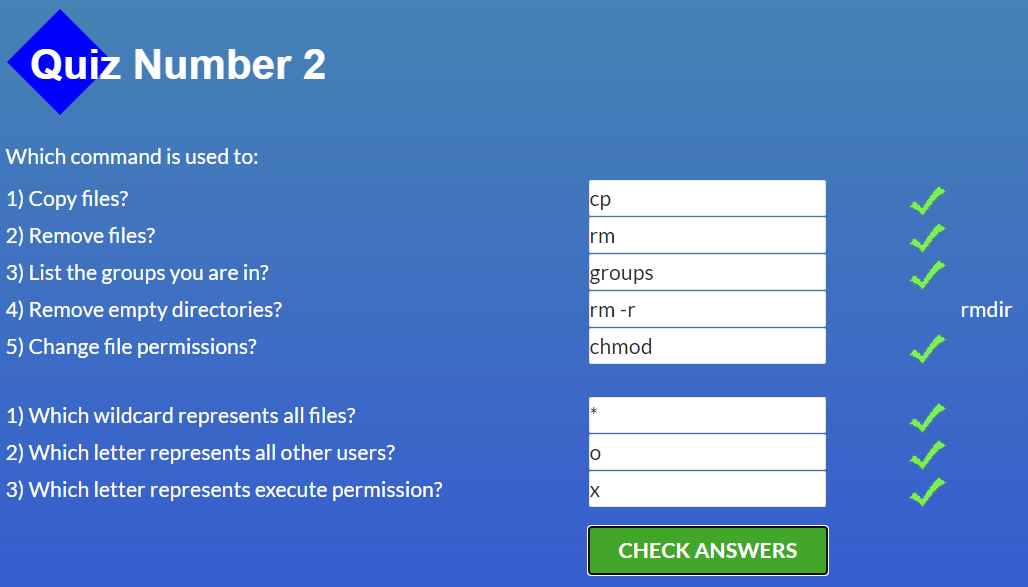 Quiz Number 2
Which command is used to:
1) Copy files? cp
2) Remove files? rm
3) List the groups you are in? groups
4) Remove empty directories? rm -r rmdir
5) Change file permissions? chmod
1) Which wildcard represents all files? *
2) Which letter represents all other users? o
3) Which letter represents execute permission? x
CHECK ANSWERS